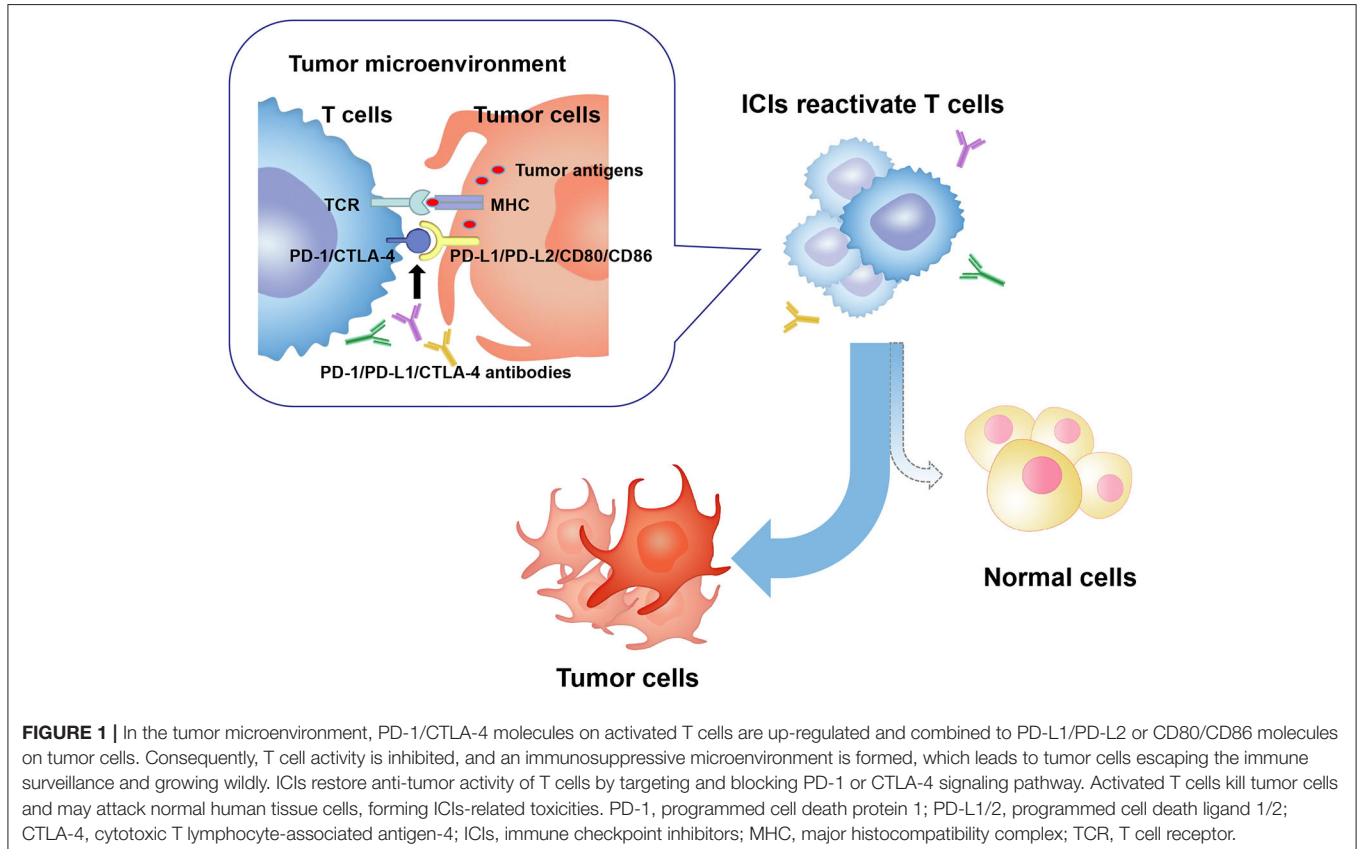 Tumor microenvironment
T cells
Tumor cells
Tumor antigens
TCR
MHC
PD-1/CTLA-4
PD-L1/PD-L2/CD80/CD86
PD-1/PD-L1/CTLA-4 antibodies
ICIs reactivate T cells
Normal cells
Tumor cells
FIGURE 1 | In the tumor microenvironment, PD-1/CTLA-4 molecules on activated T cells are up-regulated and combined to PD-L1/PD-L2 or CD80/CD86 molecules
on tumor cells. Consequently, T cell activity is inhibited, and an immunosuppressive microenvironment is formed, which leads to tumor cells escaping the immune
surveillance and growing wildly. ICIs restore anti-tumor activity of T cells by targeting and blocking PD-1 or CTLA-4 signaling pathway. Activated T cells kill tumor cells
and may attack normal human tissue cells, forming ICIs-related toxicities. PD-1, programmed cell death protein 1; PD-L1/2, programmed cell death ligand 1/2;
CTLA-4, cytotoxic T lymphocyte-associated antigen-4; ICIs, immune checkpoint inhibitors; MHC, major histocompatibility complex; TCR, T cell receptor.